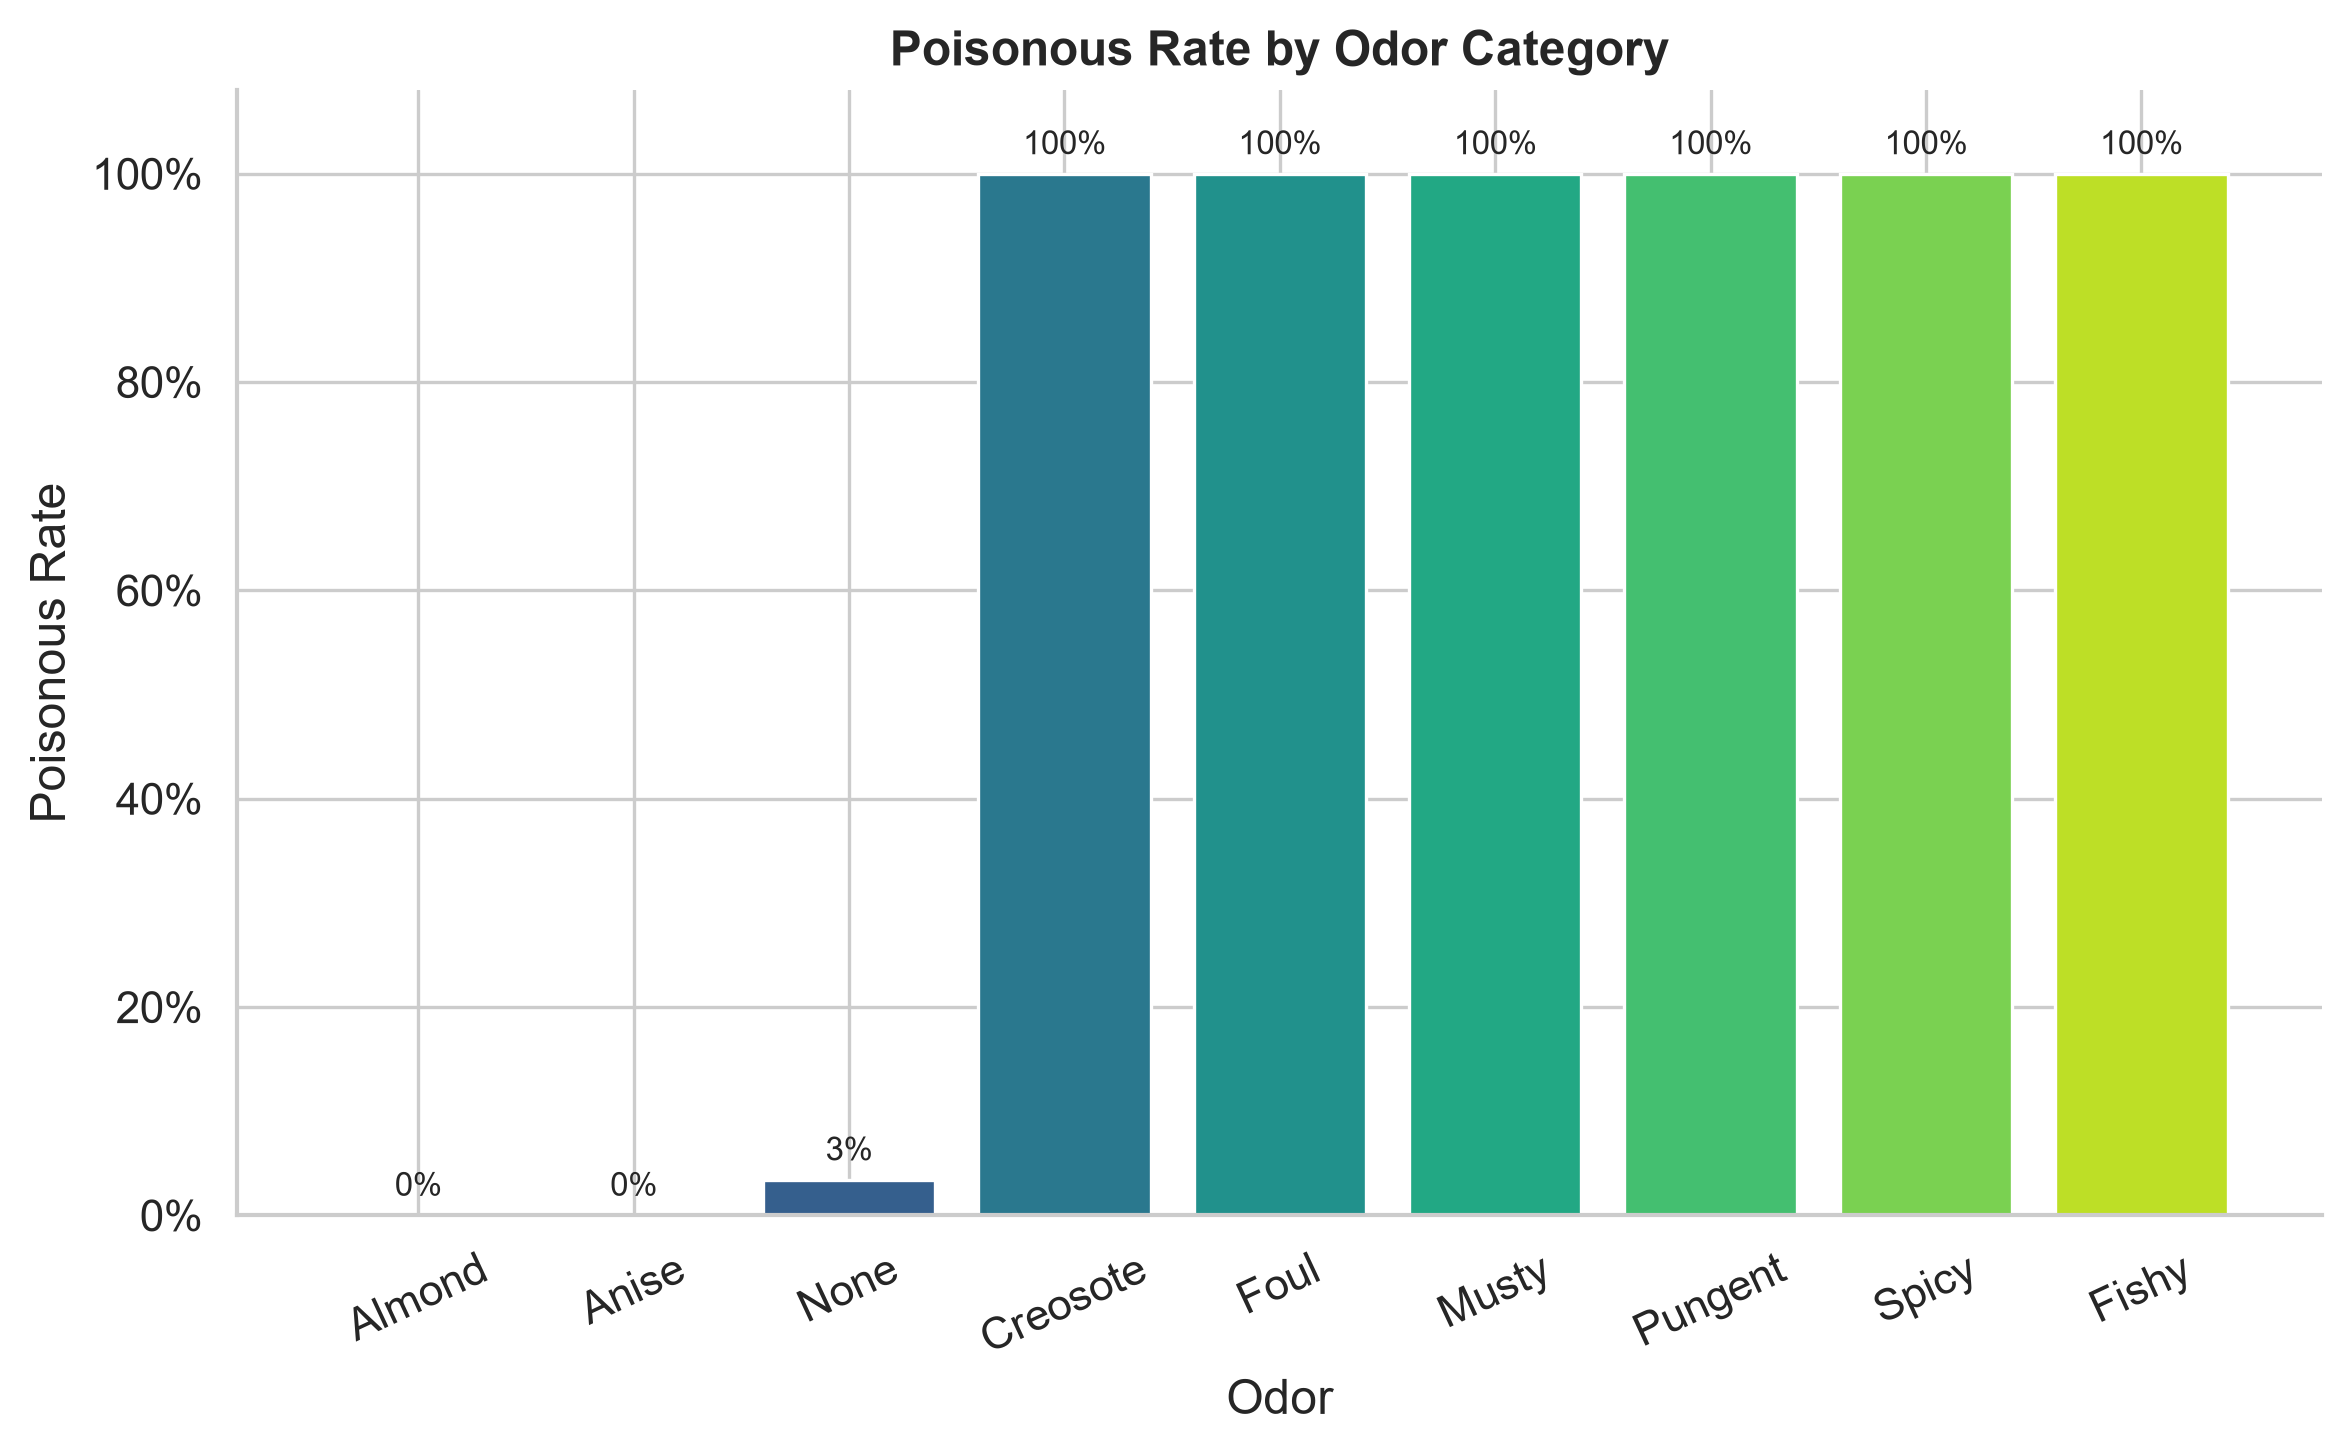 Poisonous Rate by Odor Category
100% 100% 100% 100% 100% 100%
100%
80%
60%
40%
20%
0%
3%
0% 0%
Poisonous Rate
Almond Anise None Creosote Foul Musty Pungent Spicy Fishy
Odor